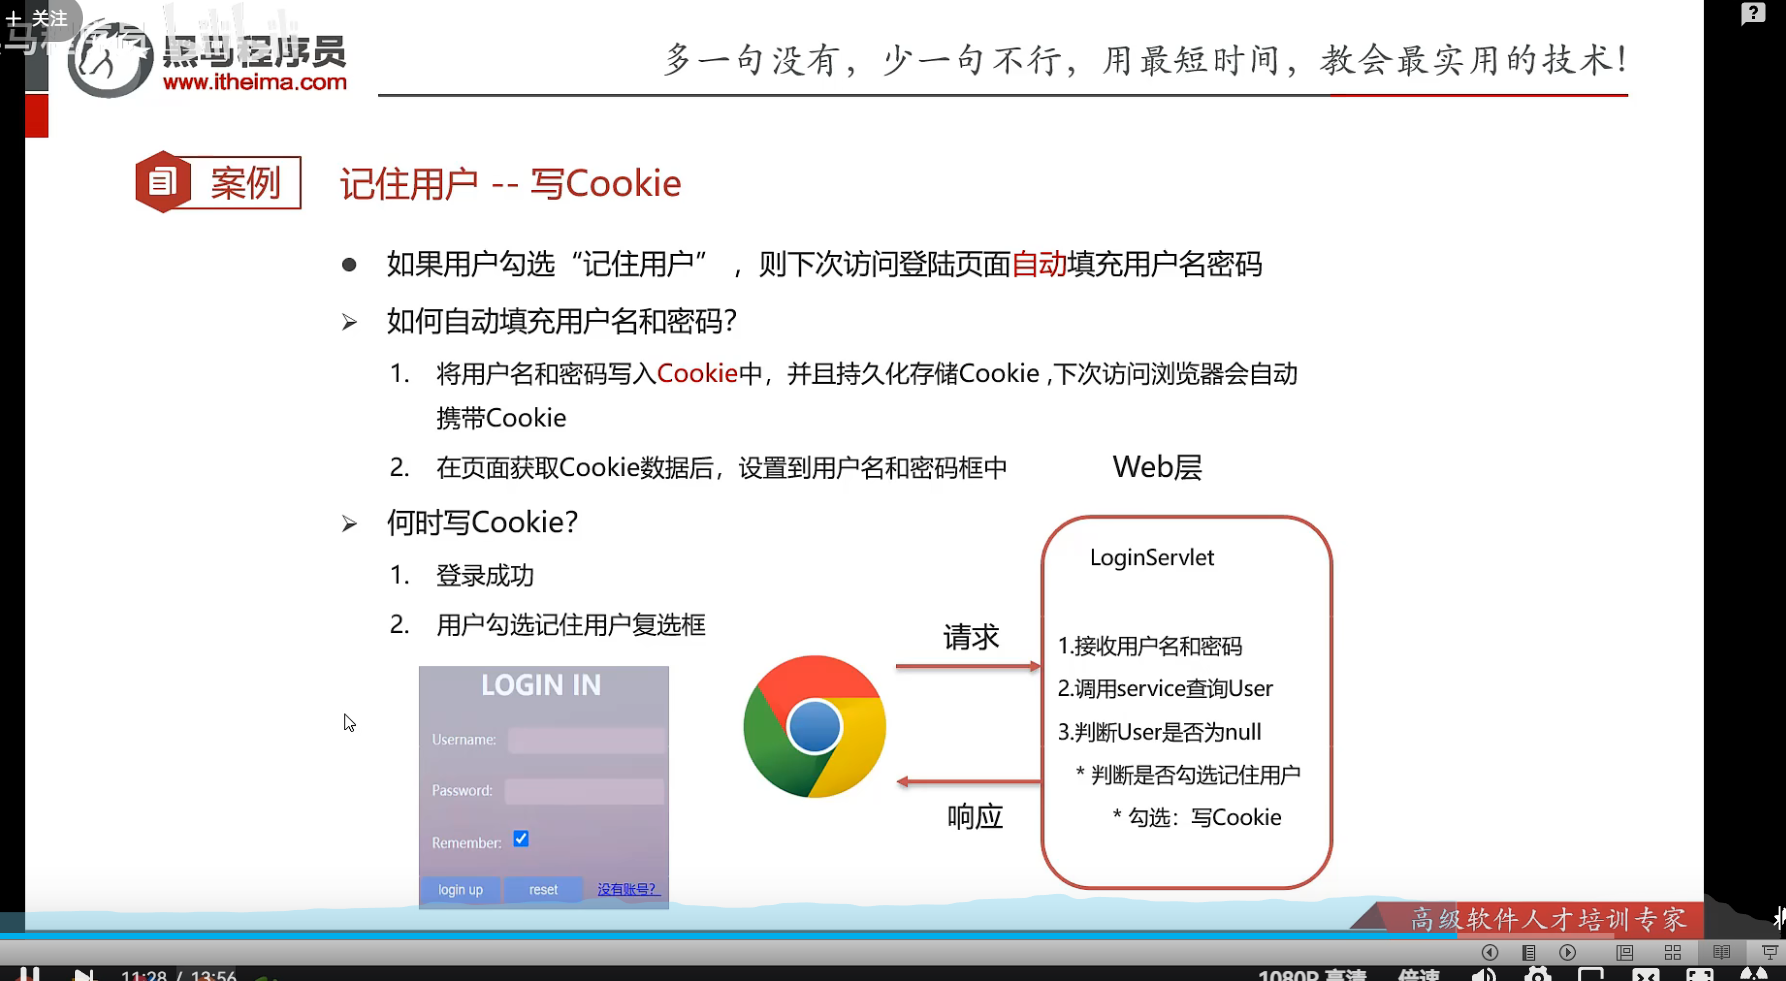 + 关注
黑马程序员
www.itheima.com
多一句没有，少一句不行，用最短时间，教会最实用的技术！
案例
记住用户 -- 写Cookie
● 如果用户勾选“记住用户” ，则下次访问登陆页面自动填充用户名密码
➢ 如何自动填充用户名和密码？
1. 将用户名和密码写入Cookie中，并且持久化存储Cookie ,下次访问浏览器会自动
携带Cookie
2. 在页面获取Cookie数据后，设置到用户名和密码框中
➢ 何时写Cookie？
1. 登录成功
2. 用户勾选记住用户复选框
LOGIN IN
Username:
Password:
Remember:
login up
reset
没有账号？
请求
响应
Web层
LoginServlet
1.接收用户名和密码
2.调用service查询User
3.判断User是否为null
* 判断是否勾选记住用户
* 勾选：写Cookie
高级软件人才培训专家
11:28 / 13:56
1080P 高清
倍速